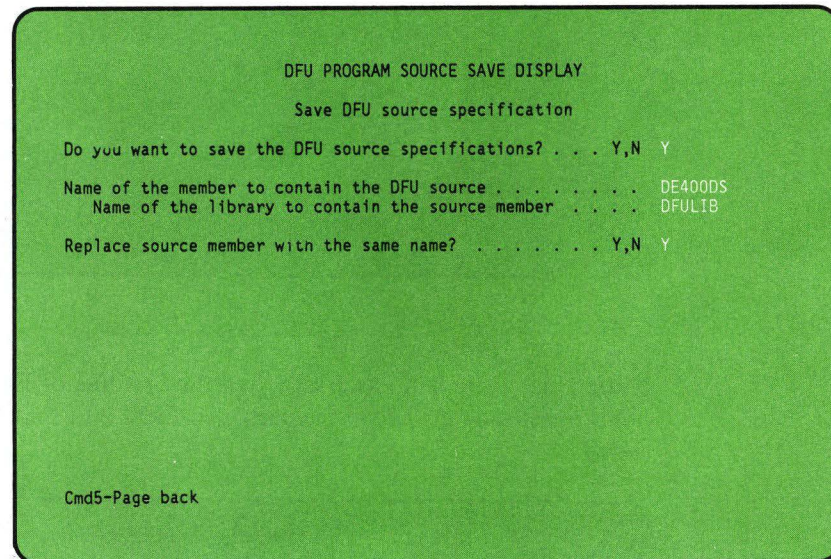 DFU PROGRAM SOURCE SAVE DISPLAY
Save DFU source specification
Do you want to save the DFU source specifications? . . . Y,N Y
Name of the member to contain the DFU source . . . . . . . . DE400DS
Name of the library to contain the source member . . . . DFULIB
Replace source member with the same name? . . . . . . . Y,N Y
Cmd5-Page back